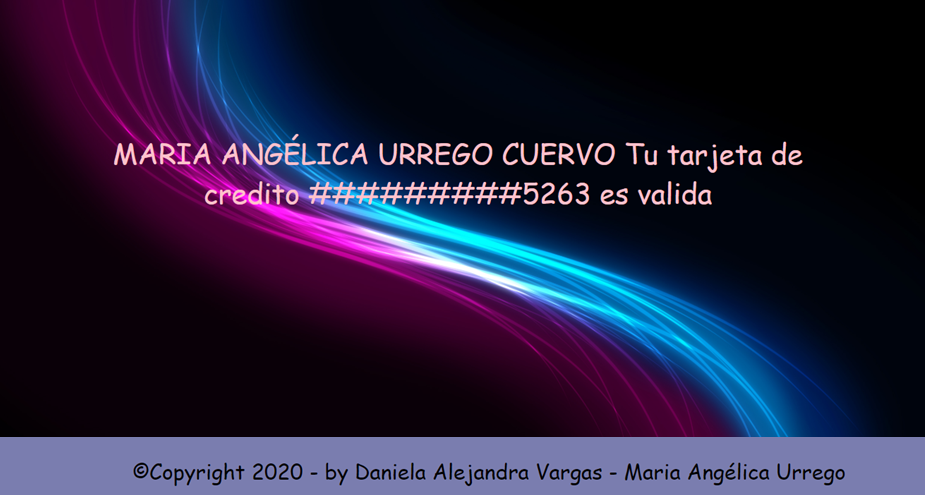 MARIA ANGÉLICA URREGO CUERVO Tu tarjeta de
credito #########5263 es valida
©Copyright 2020 - by Daniela Alejandra Vargas - Maria Angélica Urrego